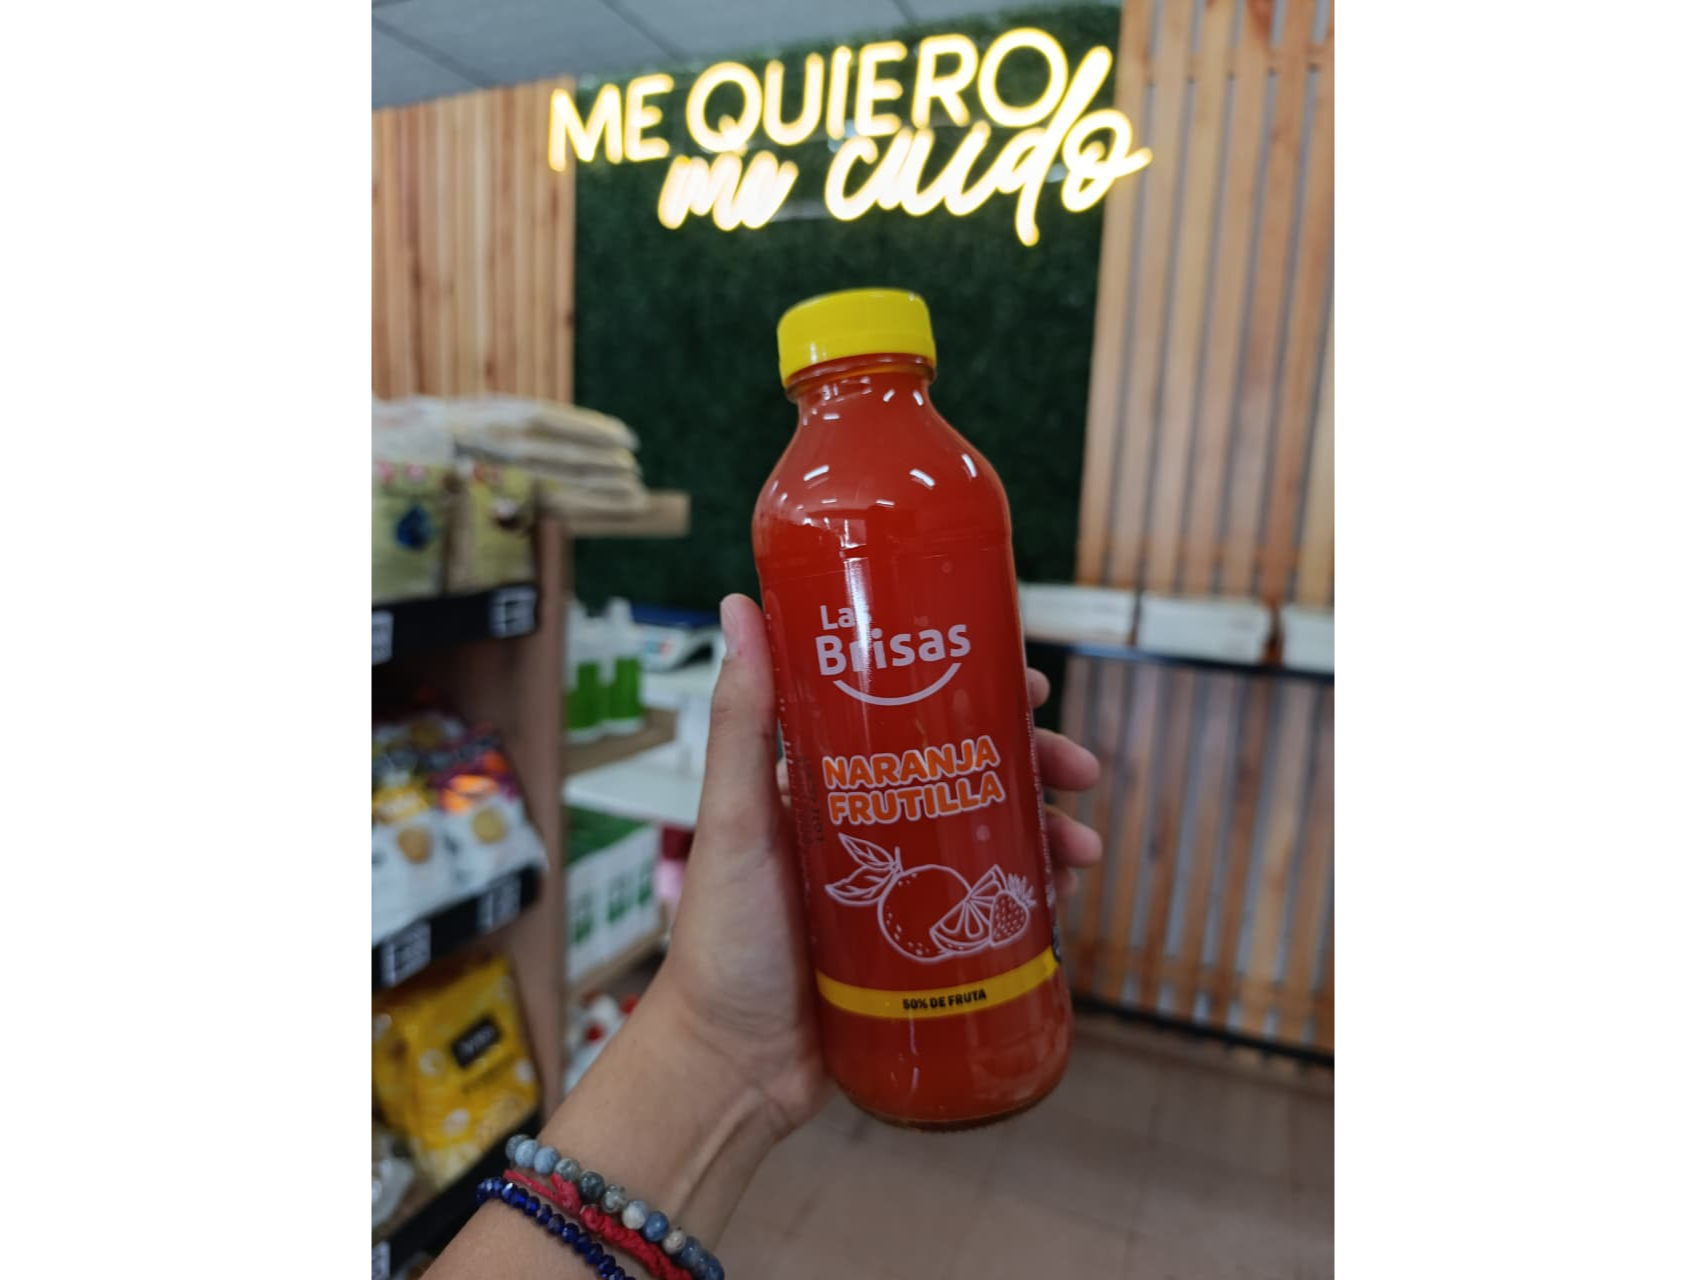 ME QUIERO
me cuido
Las
Brisas
NARANJA
FRUTILLA
50% DE FRUTA